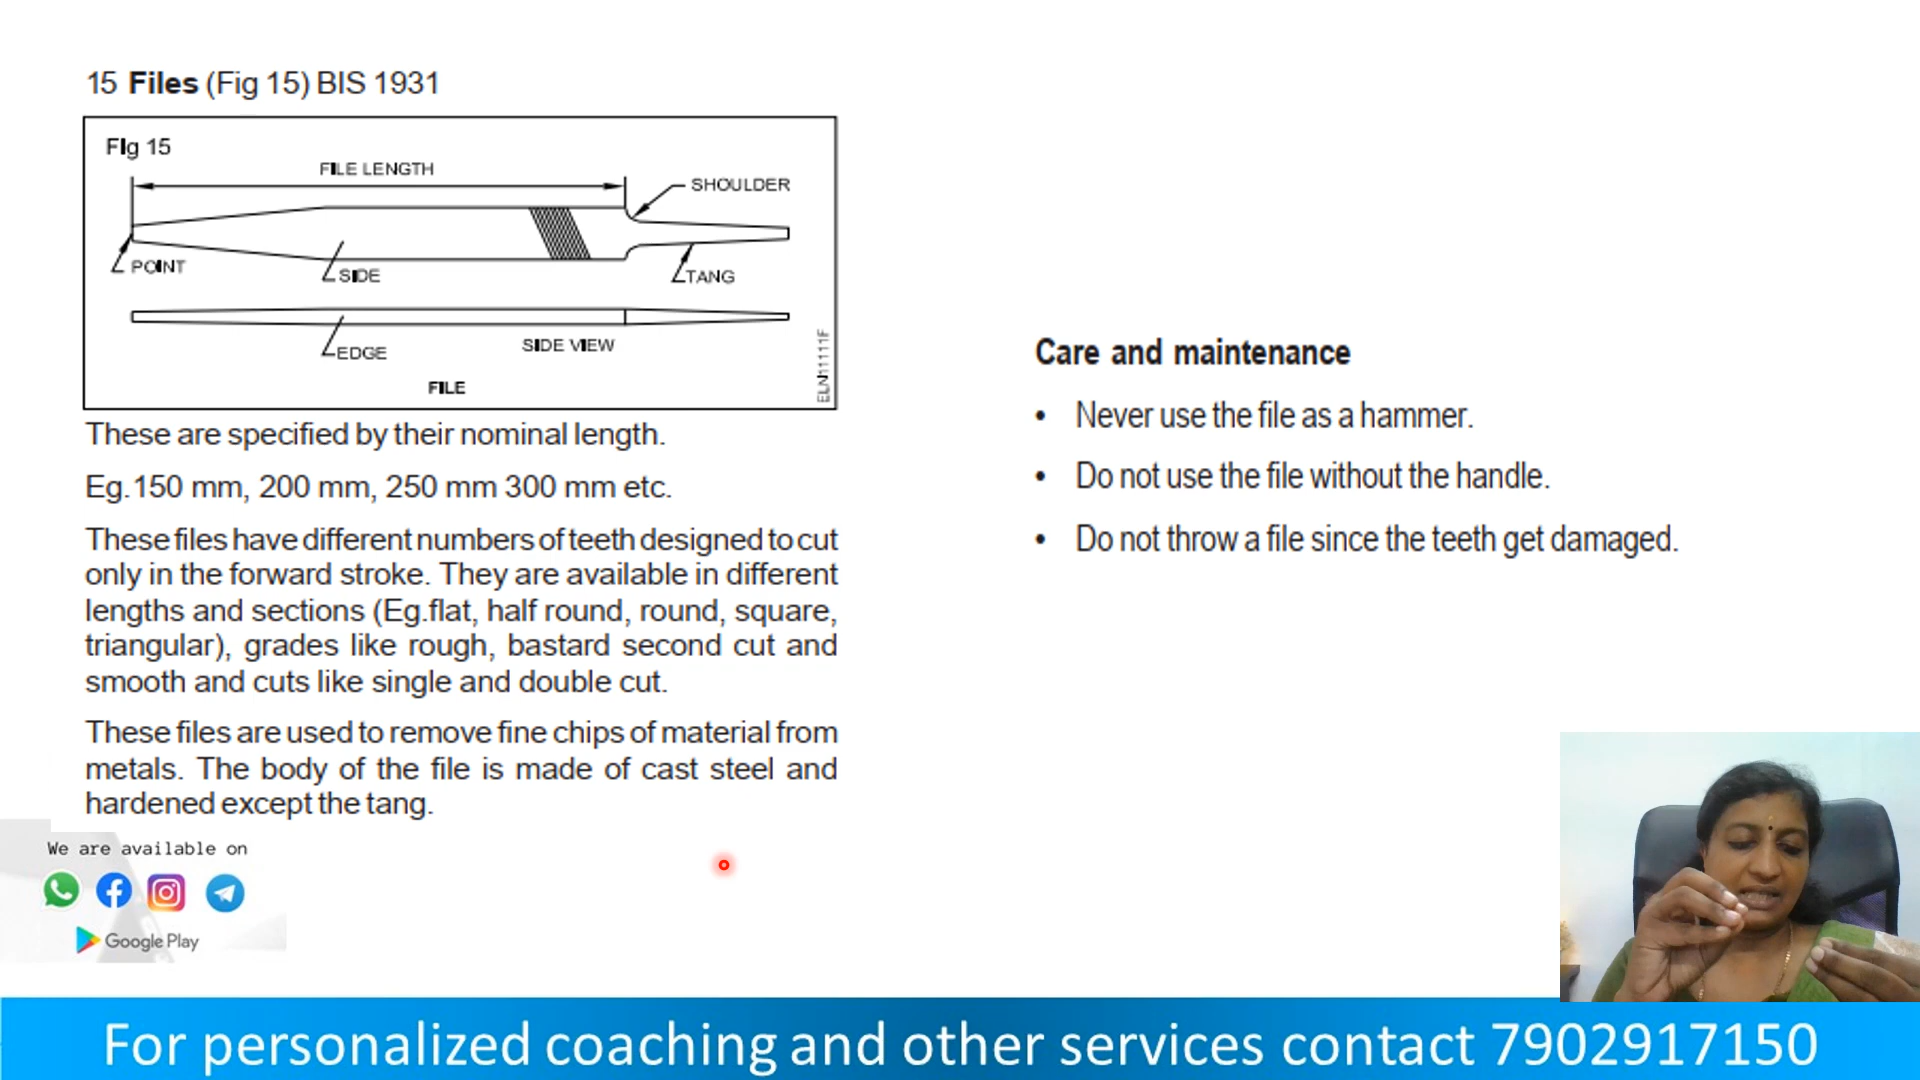 15 Files (Fig 15) BIS 1931
FIg 15
FILE LENGTH
SHOULDER
POINT
SIDE
TANG
EDGE
SIDE VIEW
FILE
ELN11111F
These are specified by their nominal length.
Eg.150 mm, 200 mm, 250 mm 300 mm etc.
These files have different numbers of teeth designed to cut
only in the forward stroke. They are available in different
lengths and sections (Eg.flat, half round, round, square,
triangular), grades like rough, bastard second cut and
smooth and cuts like single and double cut.
These files are used to remove fine chips of material from
metals. The body of the file is made of cast steel and
hardened except the tang.
Care and maintenance
• Never use the file as a hammer.
• Do not use the file without the handle.
• Do not throw a file since the teeth get damaged.
We are available on
Google Play
For personalized coaching and other services contact 7902917150